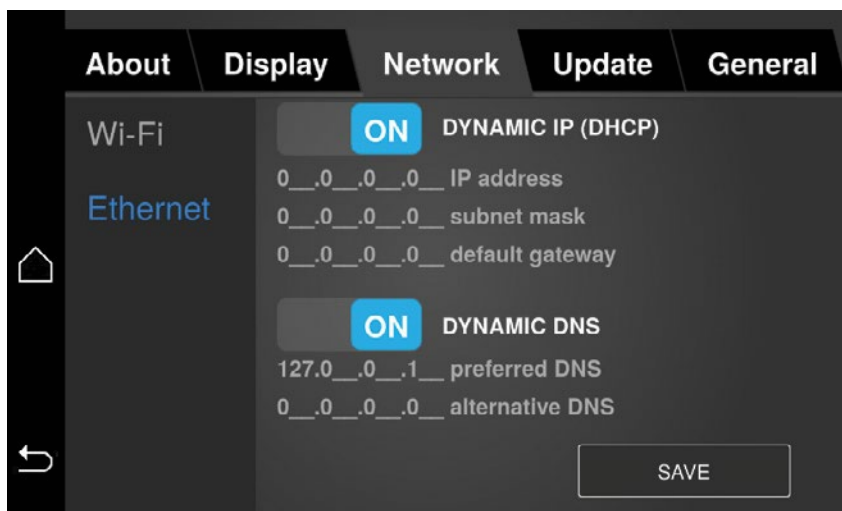 About Display Network Update General
Wi-Fi
Ethernet
ON DYNAMIC IP (DHCP)
0__.0__.0__.0__ IP address
0__.0__.0__.0__ subnet mask
0__.0__.0__.0__ default gateway
ON DYNAMIC DNS
127.0__.0__.1__ preferred DNS
0__.0__.0__.0__ alternative DNS
SAVE